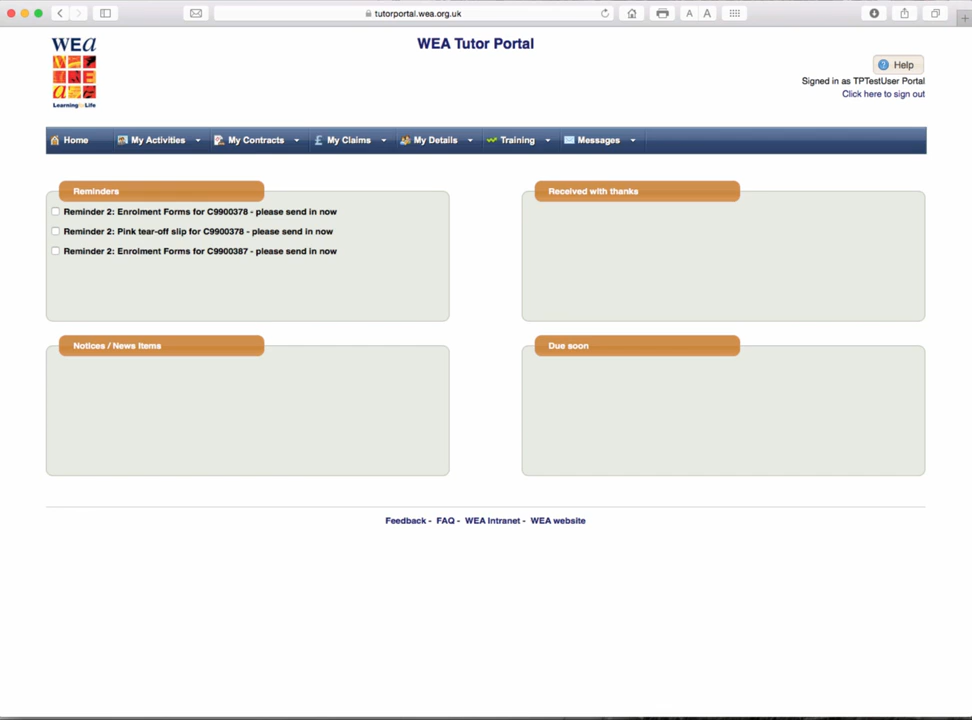 tutorportal.wea.org.uk
A A
WEA
Learning for Life
WEA Tutor Portal
? Help
Signed in as TPTestUser Portal
Click here to sign out
Home My Activities My Contracts £ My Claims My Details Training Messages
Reminders
Reminder 2: Enrolment Forms for C9900378 - please send in now
Reminder 2: Pink tear-off slip for C9900378 - please send in now
Reminder 2: Enrolment Forms for C9900387 - please send in now
Received with thanks
Notices / News Items
Due soon
Feedback - FAQ - WEA Intranet - WEA website